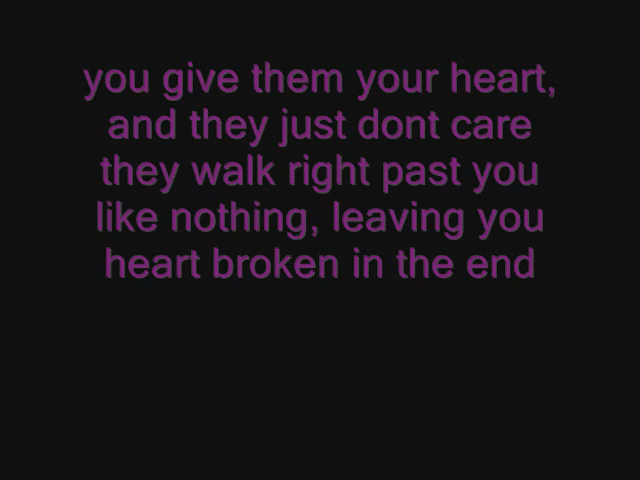 you give them your heart,
and they just dont care
they walk right past you
like nothing, leaving you
heart broken in the end